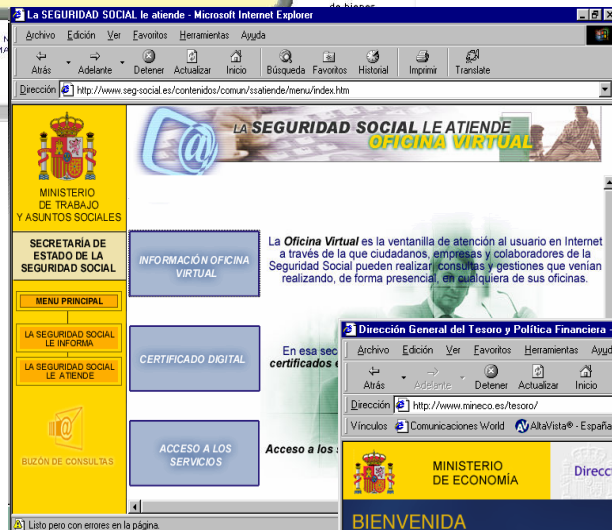 de bienes
La SEGURIDAD SOCIAL le atiende - Microsoft Internet Explorer
Archivo Edición Ver Favoritos Herramientas Ayuda
Atrás Adelante Detener Actualizar Inicio Búsqueda Favoritos Historial Imprimir Translate
Dirección http://www.seg-social.es/contenidos/comun/ssatiende/menu/index.htm
LA SEGURIDAD SOCIAL LE ATIENDE
OFICINA VIRTUAL
MINISTERIO
DE TRABAJO
Y ASUNTOS SOCIALES
SECRETARÍA DE
ESTADO DE LA
SEGURIDAD SOCIAL
MENU PRINCIPAL
LA SEGURIDAD SOCIAL
LE INFORMA
LA SEGURIDAD SOCIAL
LE ATIENDE
BUZÓN DE CONSULTAS
INFORMACIÓN OFICINA
VIRTUAL
La Oficina Virtual es la ventanilla de atención al usuario en Internet
a través de la que ciudadanos, empresas y colaboradores de la
Seguridad Social pueden realizar, consultas y gestiones que venían
realizando, de forma presencial, en cualquiera de sus oficinas.
CERTIFICADO DIGITAL
En esa sec
certificados e
ACCESO A LOS
SERVICIOS
Acceso a los
Listo pero con errores en la página.
Dirección General del Tesoro y Política Financiera -
Archivo Edición Ver Favoritos Herramientas Ayud
Atrás Adelante Detener Actualizar Inicio
Dirección http://www.mineco.es/tesoro/
Vínculos Comunicaciones World AltaVista® - España
MINISTERIO
DE ECONOMÍA
Direcc
BIENVENIDA